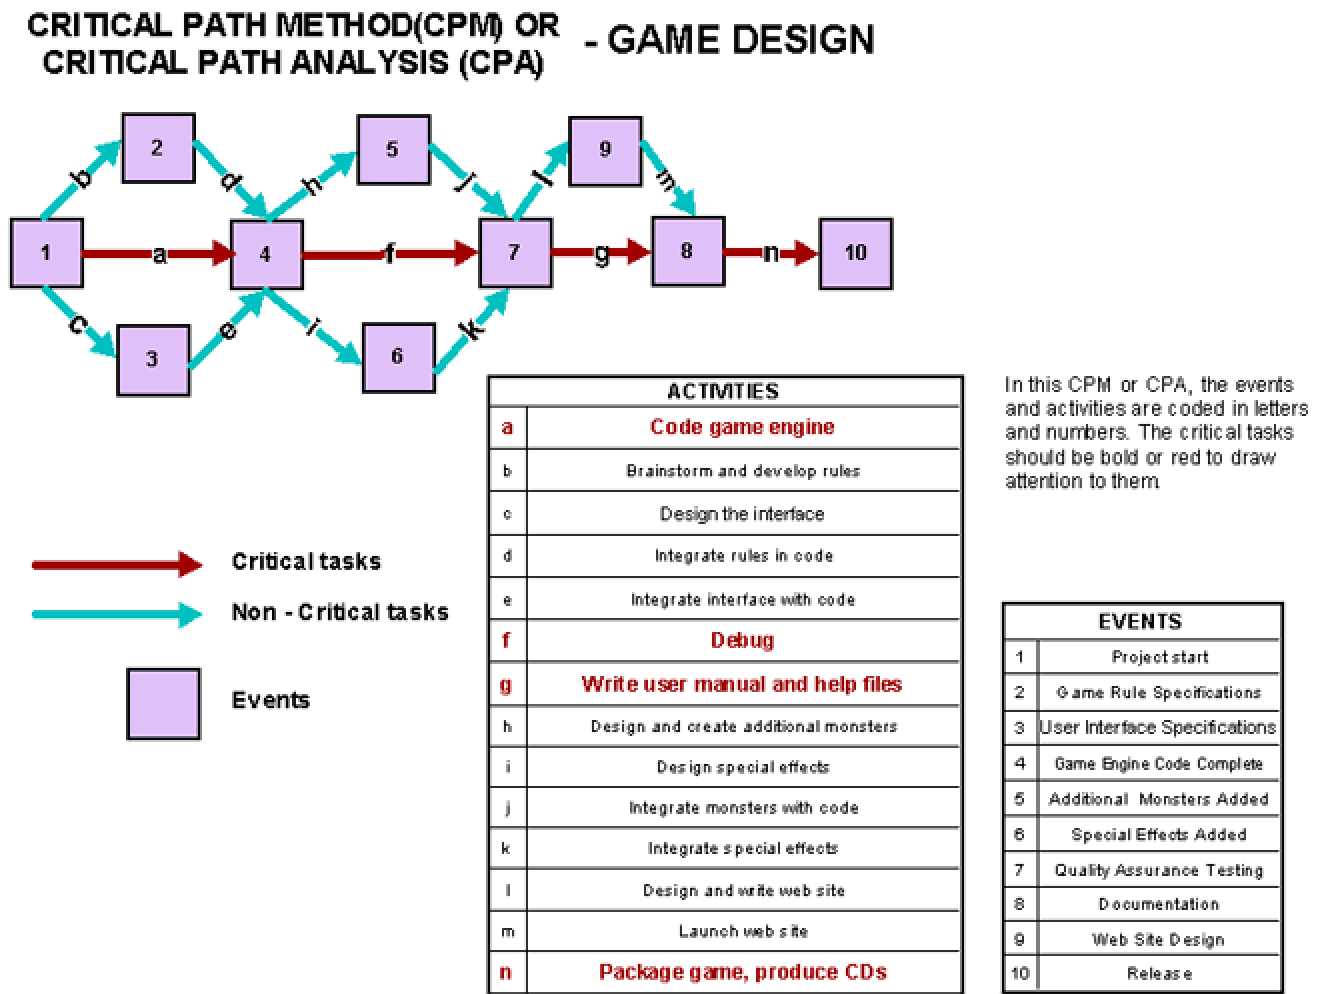 CRITICAL PATH METHOD(CPM) OR
CRITICAL PATH ANALYSIS (CPA)
- GAME DESIGN
2
5
9
b
d
h
j
l
m
1
a
4
f
7
g
8
n
10
c
e
i
k
3
6
Critical tasks
Non - Critical tasks
Events
ACTIVITIES
a Code game engine
b Brainstorm and develop rules
c Design the interface
d Integrate rules in code
e Integrate interface with code
f Debug
g Write user manual and help files
h Design and create additional monsters
i Design special effects
j Integrate monsters with code
k Integrate special effects
l Design and write web site
m Launch web site
n Package game, produce CDs
In this CPM or CPA, the events
and activities are coded in letters
and numbers. The critical tasks
should be bold or red to draw
attention to them.
EVENTS
1 Project start
2 Game Rule Specifications
3 User Interface Specifications
4 Game Engine Code Complete
5 Additional Monsters Added
6 Special Effects Added
7 Quality Assurance Testing
8 Documentation
9 Web Site Design
10 Release